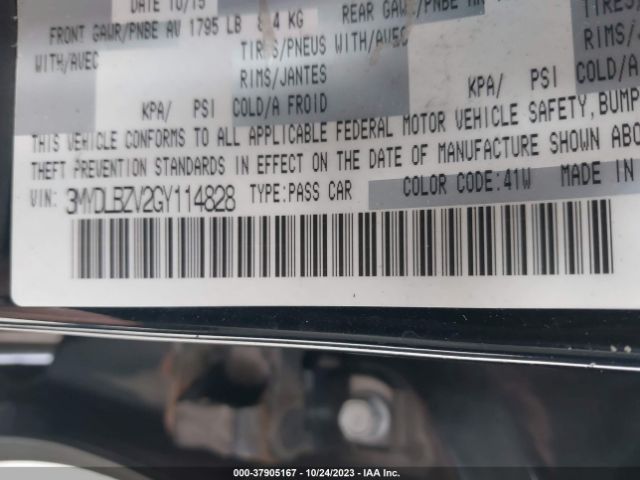 DATE 10/15
FRONT GAWR/PNBE AV 1795 LB 814 KG
REAR GAWR/PNBE
WITH/AVEC
TIRES/PNEUS WITH/AVEC
TIRES
RIMS/JANTES
RIMS/
KPA/ PSI COLD/A FROID
KPA/ PSI COLD/A
THIS VEHICLE CONFORMS TO ALL APPLICABLE FEDERAL MOTOR VEHICLE SAFETY, BUMP
THEFT PREVENTION STANDARDS IN EFFECT ON THE DATE OF MANUFACTURE SHOWN ABO
VIN: 3MYDLBZV2GY114828 TYPE:PASS CAR COLOR CODE:41W MADE IN
000-37905167 • 10/24/2023 • IAA Inc.